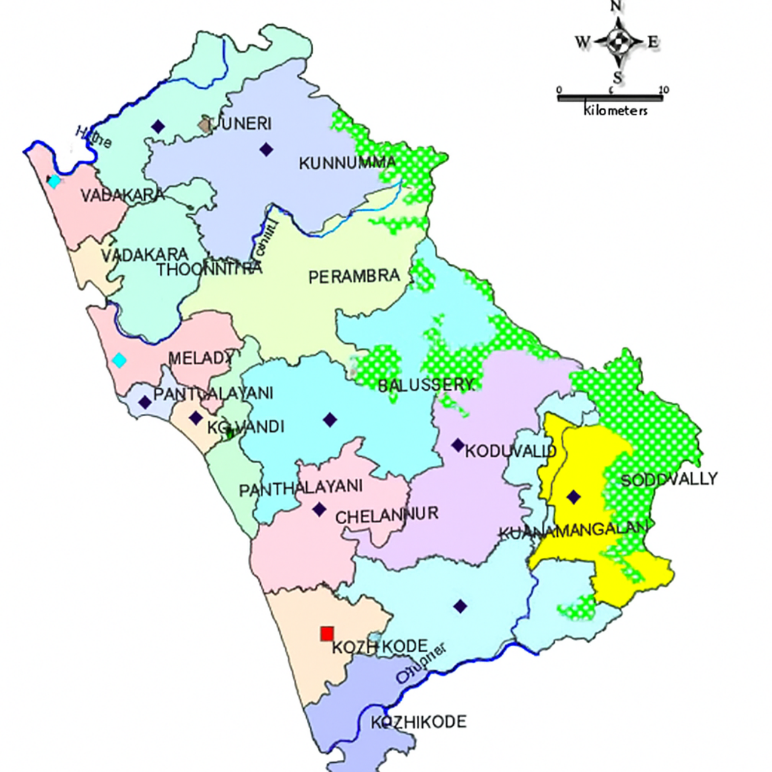 N
W E
S
0 5 10
kilometers
TUNERI
KUNNUMMA
VADAKARA
VADAKARA
THOONNITRA
PERAMBRA
MELADY
BALUSSERY
PANTHALAYANI
KODUVALID
SODDVALLY
PANTHALAYANI
CHELANNUR
KUANAMANGALAN
KOZHIKODE
KOZHIKODE